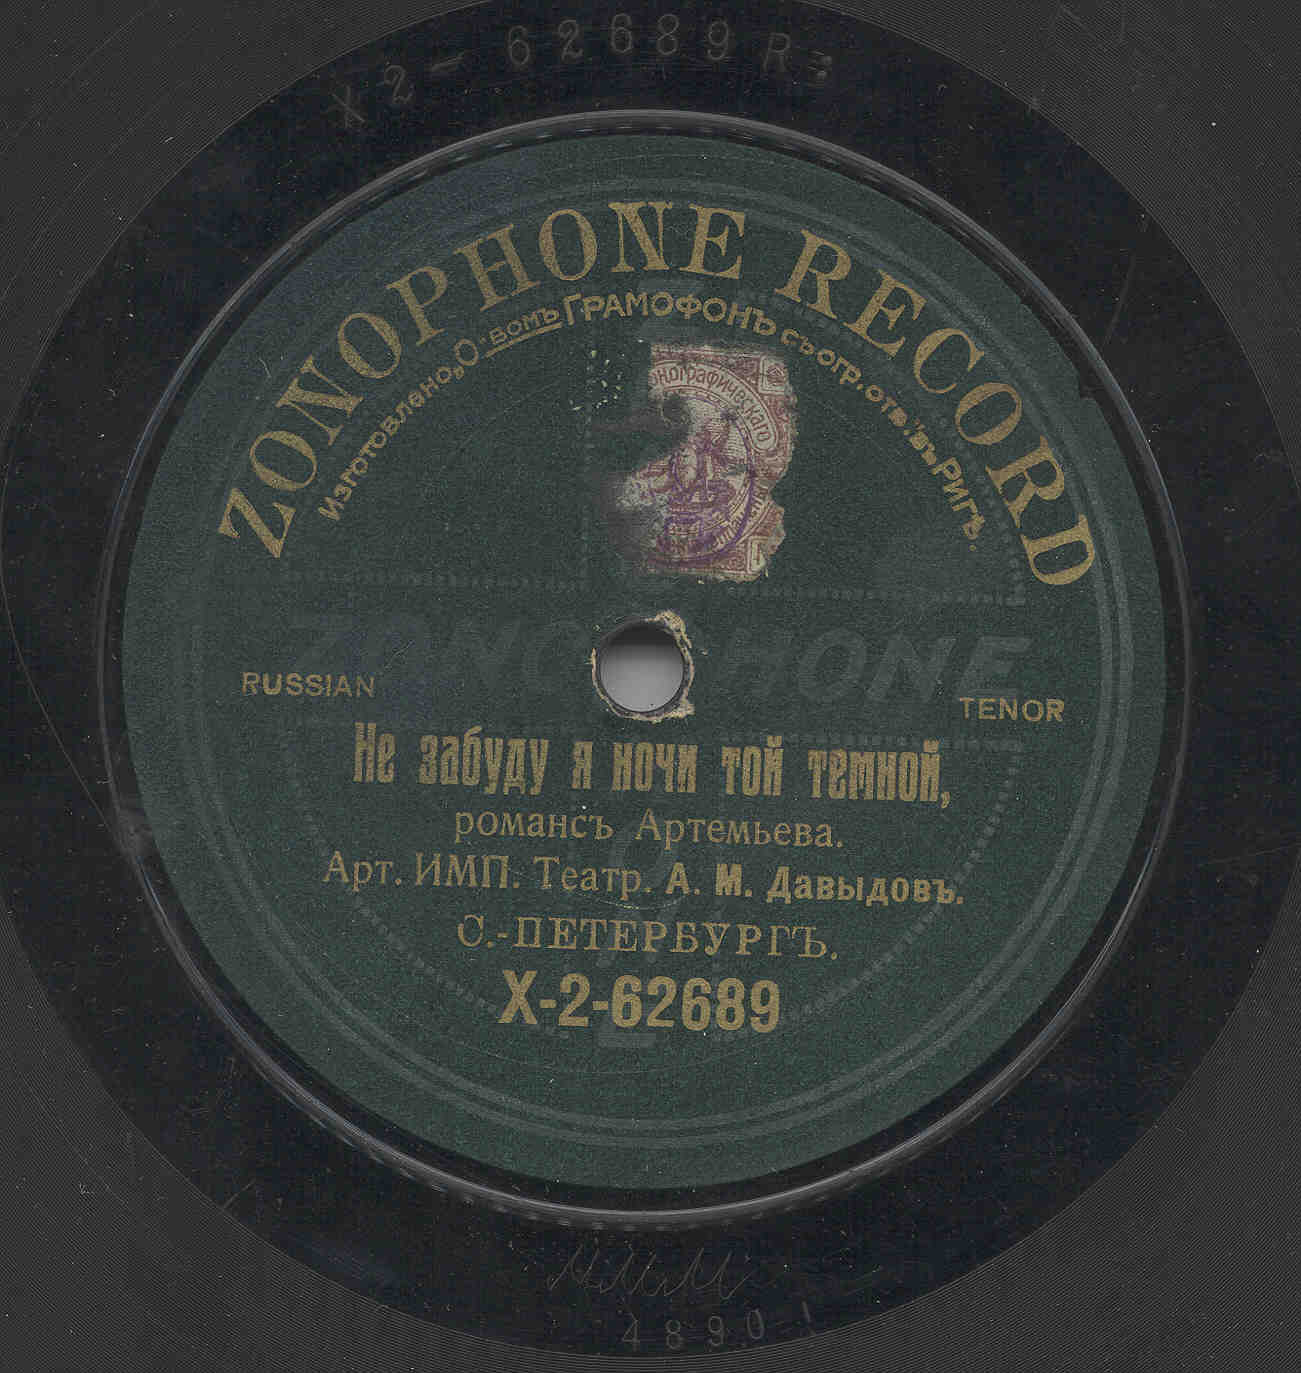 X2-62689R
ZONOPHONE RECORD
Изготовлено „О-вомъ ГРАМОФОНЪ съ огр. отв." въ Ригѣ.
нографическаго
ZONOPHONE
RUSSIAN
TENOR
Не забуду я ночи той темной,
романсъ Артемьева.
Арт. ИМП. Театр. А. М. Давыдовъ.
С.-ПЕТЕРБУРГЪ.
X-2-62689
4890